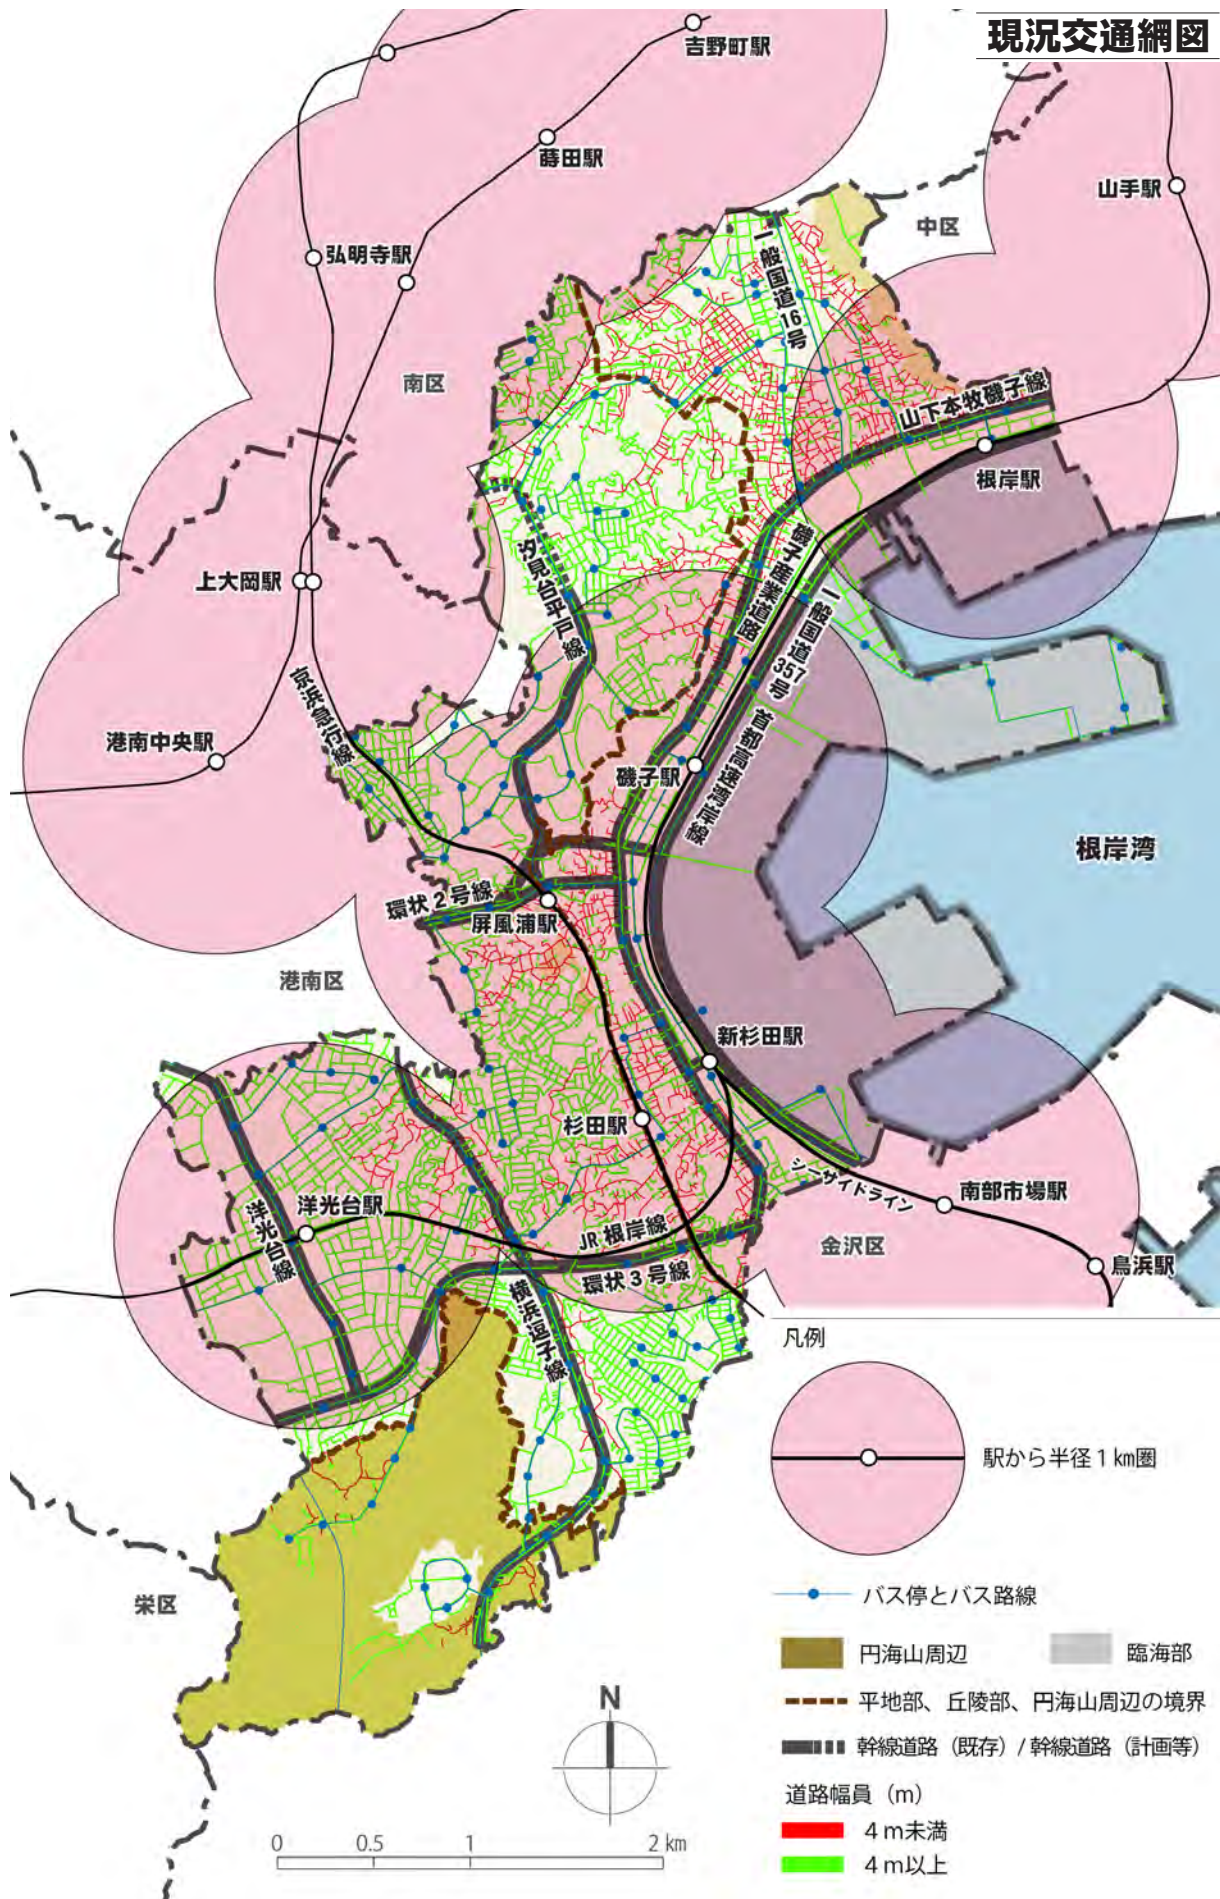 現況交通網図
吉野町駅
蒔田駅
山手駅
中区
弘明寺駅
一般国道16号
南区
山下本牧磯子線
根岸駅
汐見台平戸線
磯子産業道路
上大岡駅
一般国道357号
京浜急行線
首都高速湾岸線
港南中央駅
磯子駅
根岸湾
環状2号線
屏風浦駅
港南区
新杉田駅
杉田駅
シーサイドライン
南部市場駅
洋光台駅
洋光台線
JR根岸線
金沢区
鳥浜駅
環状3号線
横浜逗子線
凡例
駅から半径1km圏
栄区
バス停とバス路線
円海山周辺
臨海部
平地部、丘陵部、円海山周辺の境界
幹線道路(既存)/幹線道路(計画等)
道路幅員(m)
4m未満
4m以上
N
0 0.5 1 2km